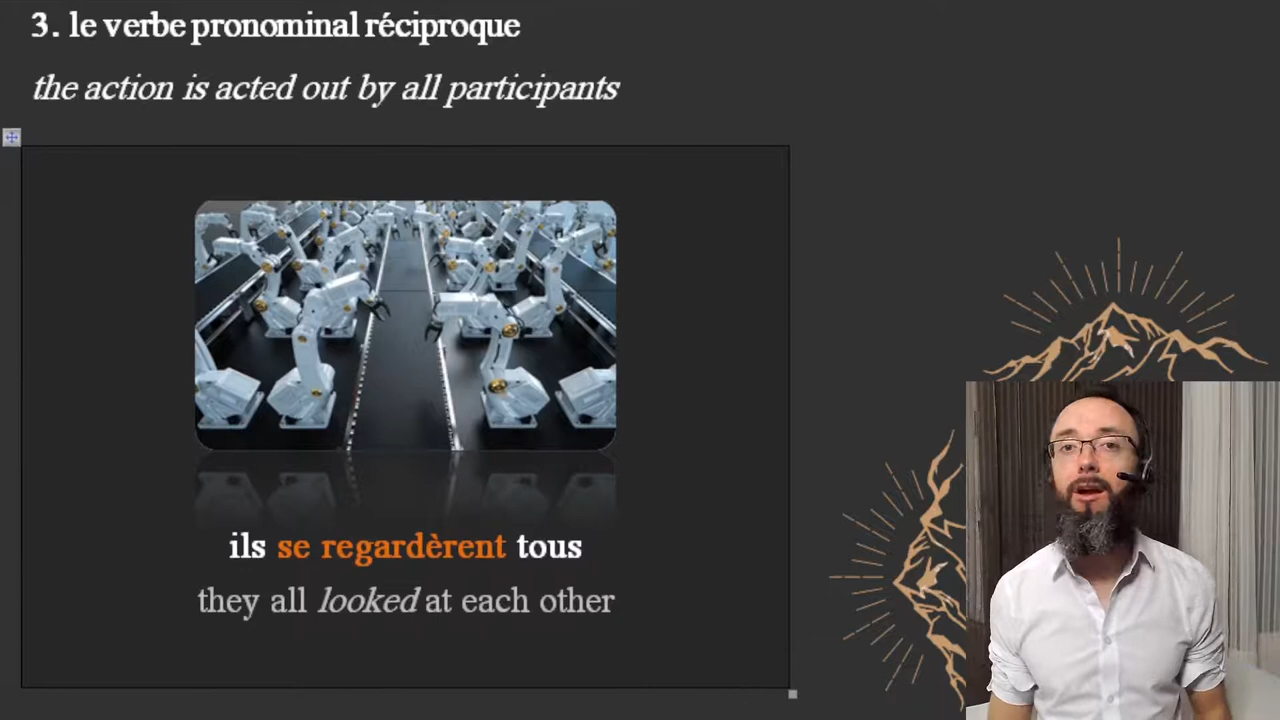 3. le verbe pronominal réciproque
the action is acted out by all participants
ils se regardèrent tous
they all looked at each other